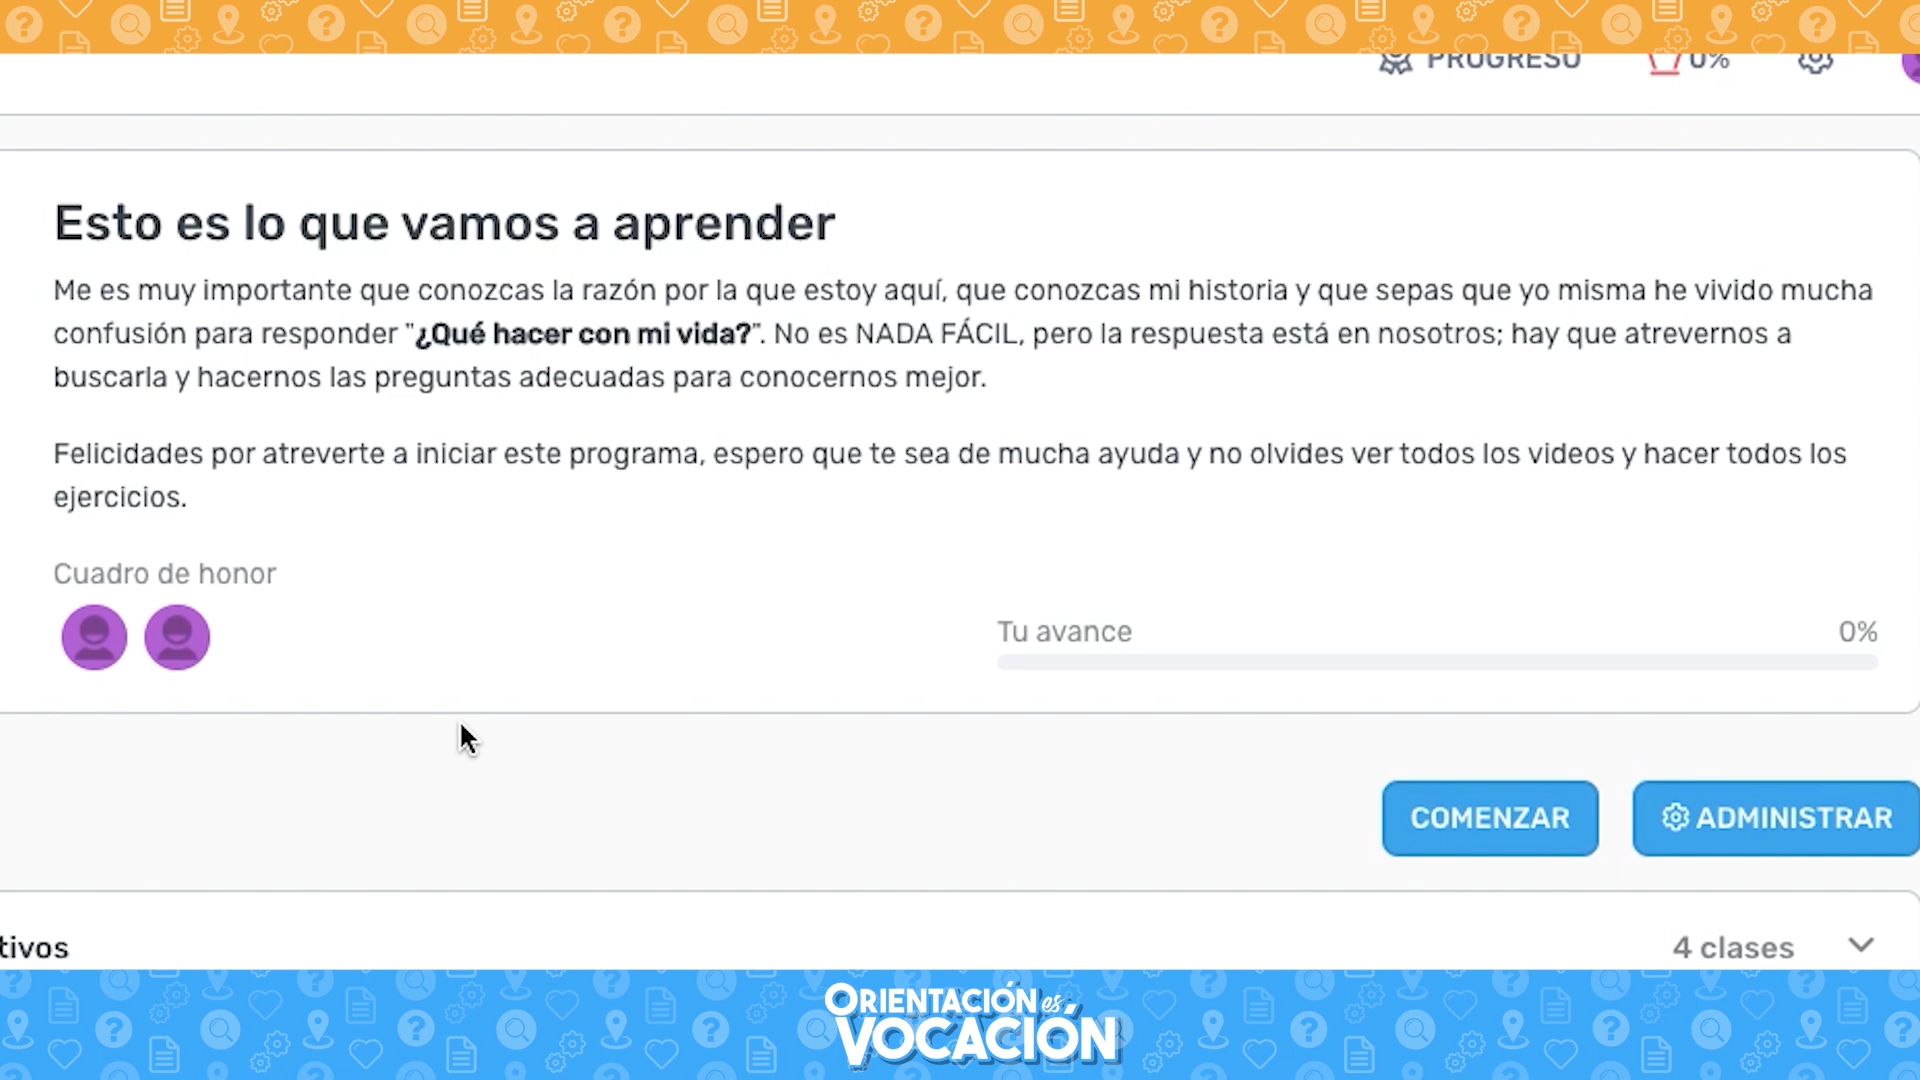 PROGRESO 0%
Esto es lo que vamos a aprender
Me es muy importante que conozcas la razón por la que estoy aquí, que conozcas mi historia y que sepas que yo misma he vivido mucha
confusión para responder "¿Qué hacer con mi vida?". No es NADA FÁCIL, pero la respuesta está en nosotros; hay que atrevernos a
buscarla y hacernos las preguntas adecuadas para conocernos mejor.
Felicidades por atreverte a iniciar este programa, espero que te sea de mucha ayuda y no olvides ver todos los videos y hacer todos los
ejercicios.
Cuadro de honor
Tu avance 0%
COMENZAR ADMINISTRAR
tivos 4 clases
ORIENTACIÓN es
VOCACIÓN